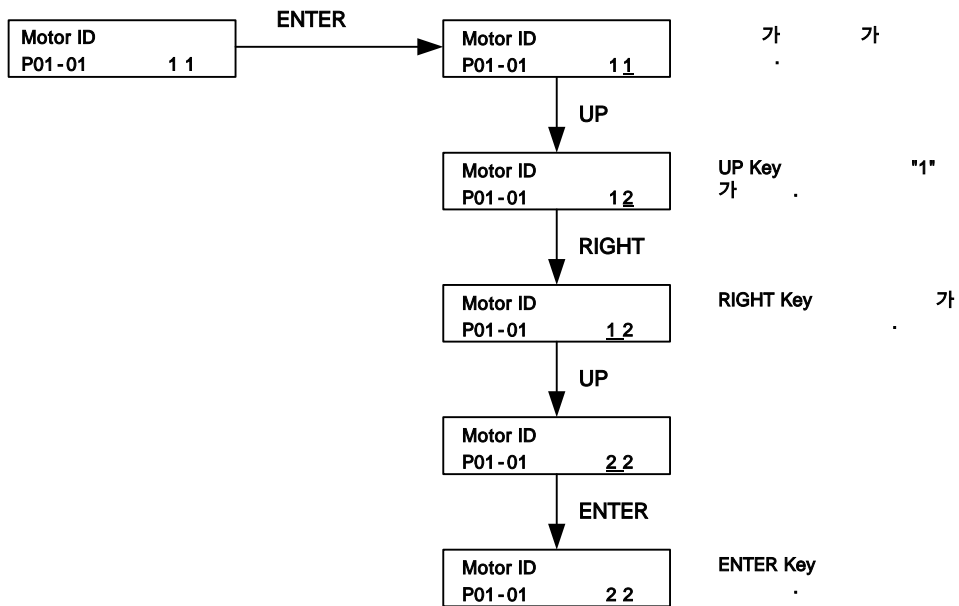 ENTER
Motor ID
P01-01 1 1
Motor ID
P01-01 1 1
가 가
.
UP
Motor ID
P01-01 1 2
UP Key "1"
가 .
RIGHT
Motor ID
P01-01 1 2
RIGHT Key 가
.
UP
Motor ID
P01-01 2 2
ENTER
Motor ID
P01-01 2 2
ENTER Key
.